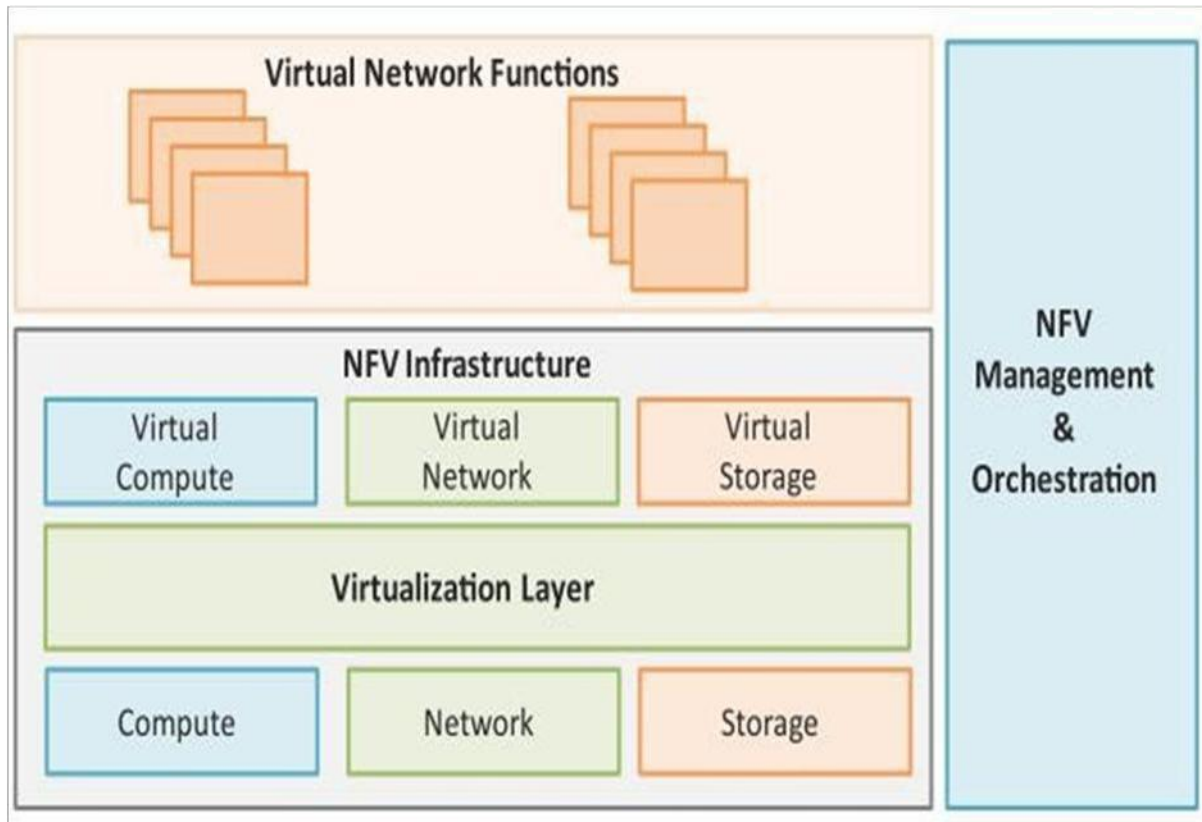 Virtual Network Functions
NFV Infrastructure
Virtual
Compute
Virtual
Network
Virtual
Storage
Virtualization Layer
Compute
Network
Storage
NFV
Management
&
Orchestration